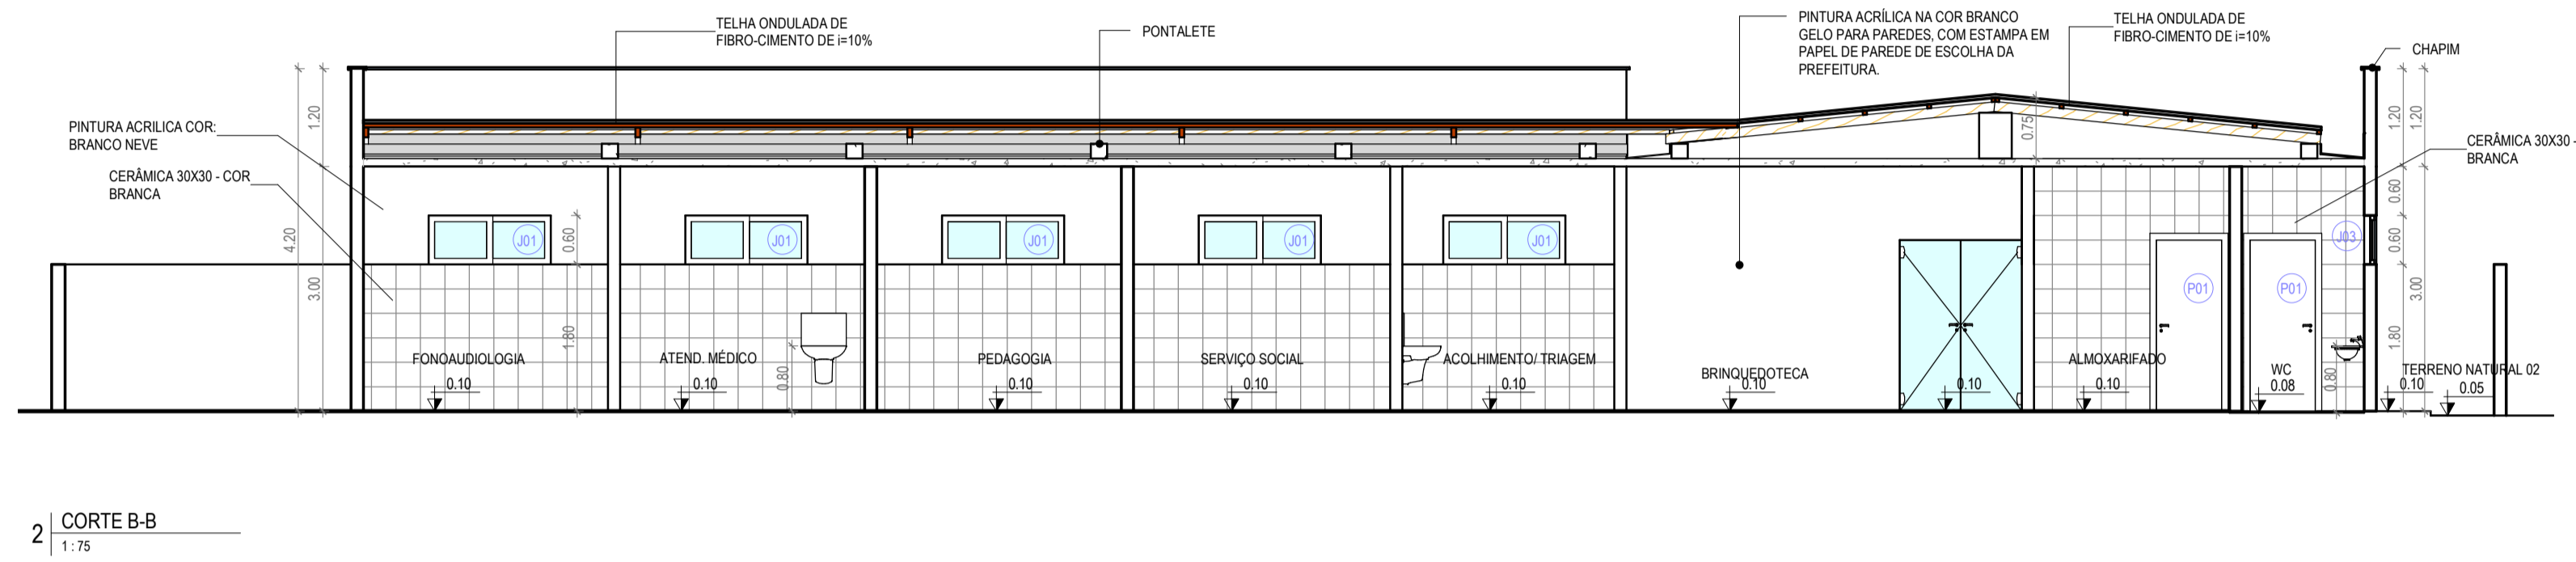 TELHA ONDULADA DE
FIBRO-CIMENTO DE i=10%
PONTALETE
PINTURA ACRÍLICA NA COR BRANCO
GELO PARA PAREDES, COM ESTAMPA EM
PAPEL DE PAREDE DE ESCOLHA DA
PREFEITURA.
TELHA ONDULADA DE
FIBRO-CIMENTO DE i=10%
CHAPIM
PINTURA ACRILICA COR:
BRANCO NEVE
CERÂMICA 30X30 - COR
BRANCA
CERÂMICA 30X30 -
BRANCA
1.20
4.20
3.00
0.75
1.20
1.20
0.60
0.60
3.00
1.80
J01
0.60
J01
J01
J01
J01
J03
P01
P01
1.80
0.80
0.80
FONOAUDIOLOGIA
0.10
ATEND. MÉDICO
0.10
PEDAGOGIA
0.10
SERVIÇO SOCIAL
0.10
ACOLHIMENTO/ TRIAGEM
0.10
BRINQUEDOTECA
0.10
0.10
ALMOXARIFADO
0.10
WC
0.08
TERRENO NATURAL 02
0.10
0.05
2
CORTE B-B
1 : 75